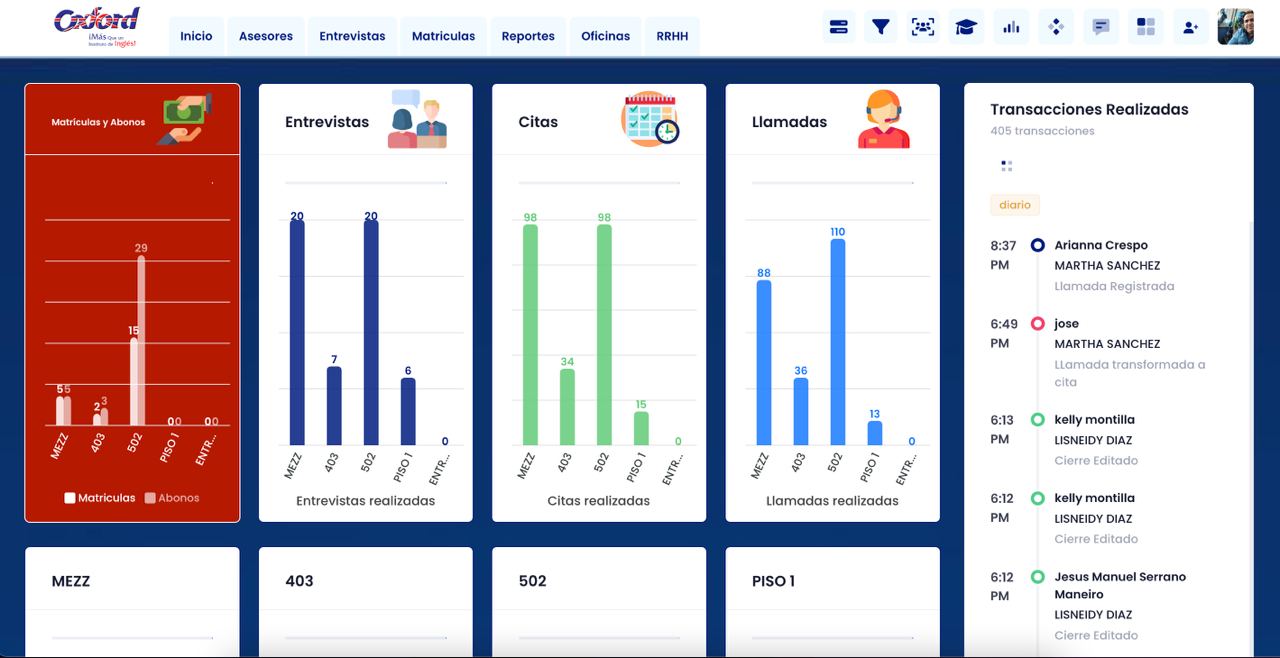 Oxford
¡Más Que un
Instituto de Inglés!
Inicio
Asesores
Entrevistas
Matriculas
Reportes
Oficinas
RRHH
Matrículas y Abonos
29
15
5 5
2 3
0 0
0 0
MEZZ
403
502
PISO 1
ENTR...
Matriculas
Abonos
Entrevistas
20
20
7
6
0
MEZZ
403
502
PISO 1
ENTR...
Entrevistas realizadas
Citas
98
98
34
15
0
MEZZ
403
502
PISO 1
ENTR...
Citas realizadas
Llamadas
110
88
36
13
0
MEZZ
403
502
PISO 1
ENTR...
Llamadas realizadas
Transacciones Realizadas
405 transacciones
diario
8:37 PM
Arianna Crespo
MARTHA SANCHEZ
Llamada Registrada
6:49 PM
jose
MARTHA SANCHEZ
LLamada transformada a
cita
6:13 PM
kelly montilla
LISNEIDY DIAZ
Cierre Editado
6:12 PM
kelly montilla
LISNEIDY DIAZ
Cierre Editado
6:12 PM
Jesus Manuel Serrano
Maneiro
LISNEIDY DIAZ
Cierre Editado
MEZZ
403
502
PISO 1